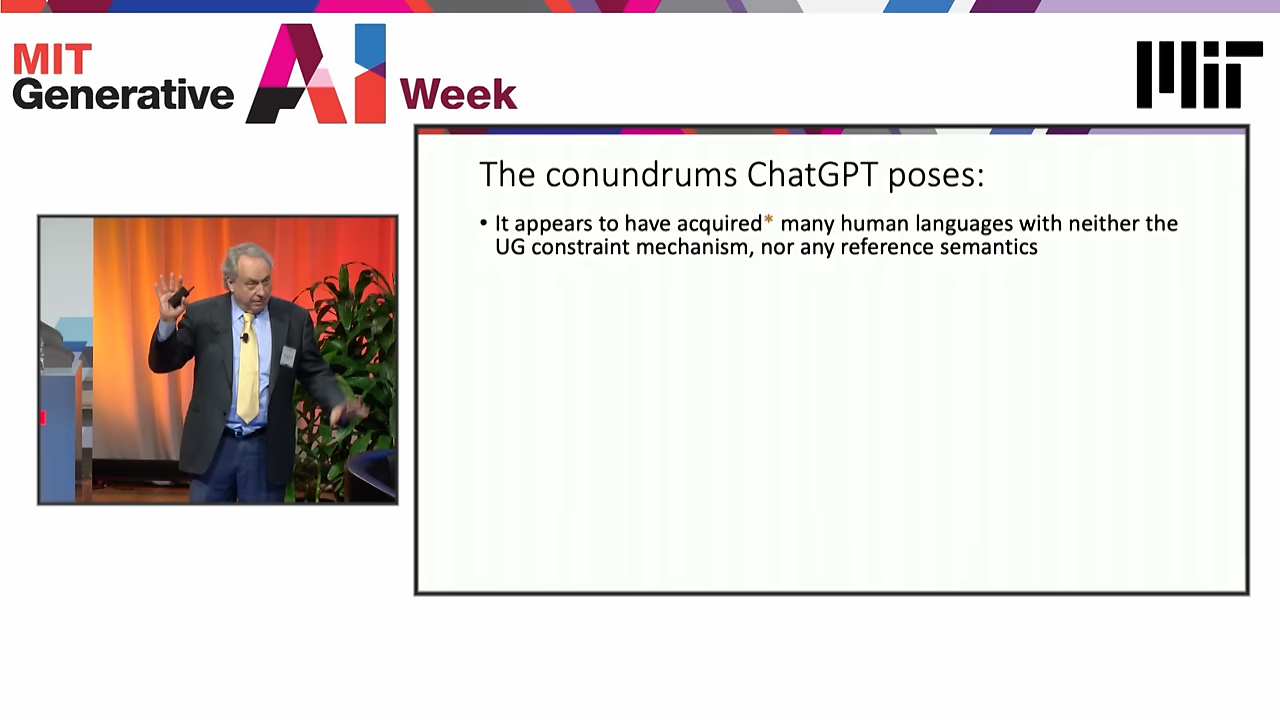 MIT
Generative AI Week
MIT
The conundrums ChatGPT poses:
• It appears to have acquired* many human languages with neither the
UG constraint mechanism, nor any reference semantics